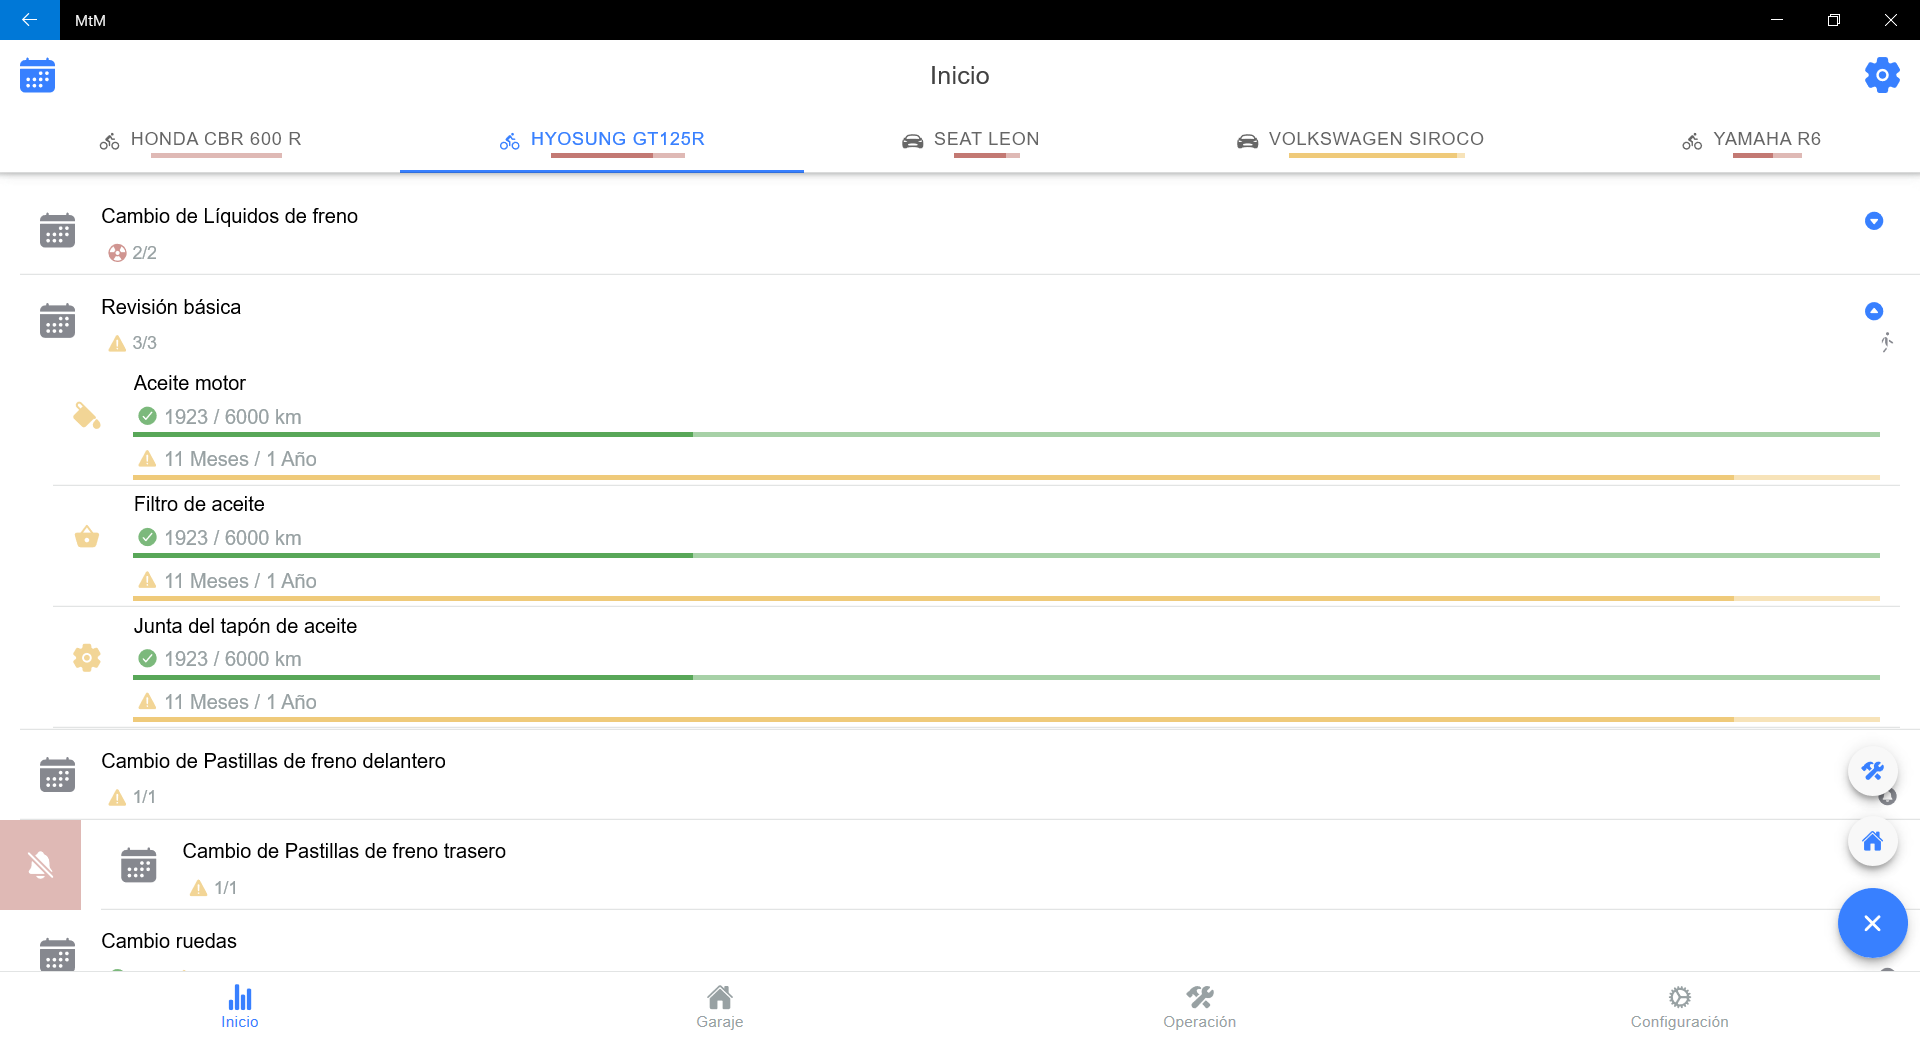 MtM
Inicio
HONDA CBR 600 R
HYOSUNG GT125R
SEAT LEON
VOLKSWAGEN SIROCO
YAMAHA R6
Cambio de Líquidos de freno
2/2
Revisión básica
3/3
Aceite motor
1923 / 6000 km
11 Meses / 1 Año
Filtro de aceite
1923 / 6000 km
11 Meses / 1 Año
Junta del tapón de aceite
1923 / 6000 km
11 Meses / 1 Año
Cambio de Pastillas de freno delantero
1/1
Cambio de Pastillas de freno trasero
1/1
Cambio ruedas
Inicio
Garaje
Operación
Configuración